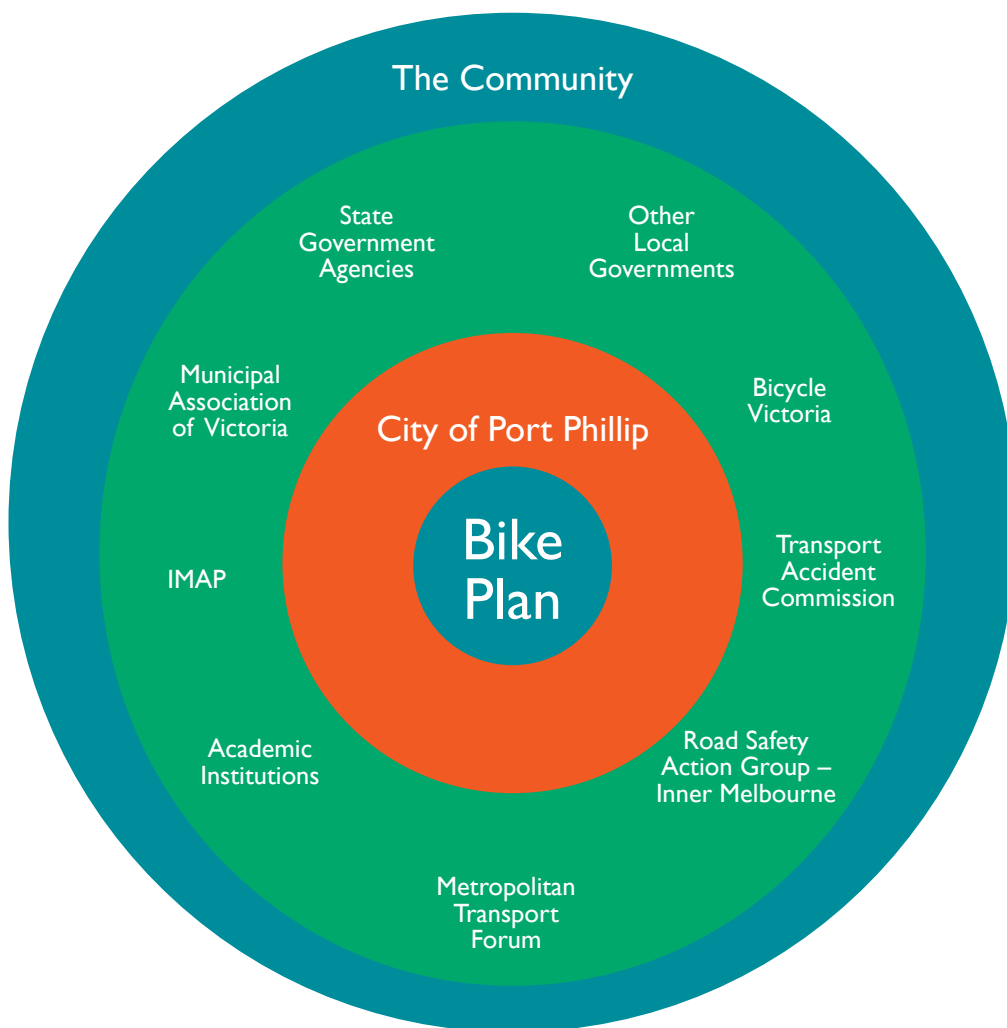 The Community
State
Government
Agencies
Other
Local
Governments
Municipal
Association
of Victoria
Bicycle
Victoria
City of Port Phillip
Bike
Plan
IMAP
Transport
Accident
Commission
Academic
Institutions
Road Safety
Action Group –
Inner Melbourne
Metropolitan
Transport
Forum